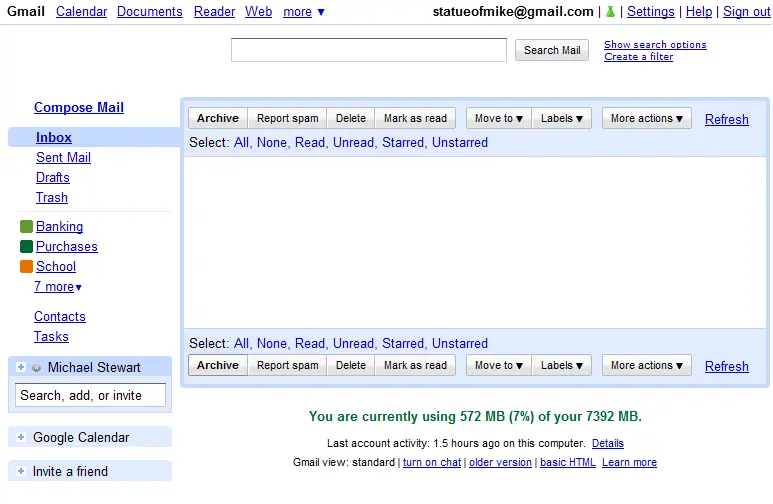 Gmail Calendar Documents Reader Web more ▼ statueofmike@gmail.com | | Settings | Help | Sign out
Search Mail
Show search options
Create a filter
Compose Mail
Inbox
Sent Mail
Drafts
Trash
Banking
Purchases
School
7 more▼
Contacts
Tasks
Michael Stewart
Search, add, or invite
Google Calendar
Invite a friend
Archive Report spam Delete Mark as read Move to ▼ Labels ▼ More actions ▼ Refresh
Select: All, None, Read, Unread, Starred, Unstarred
Select: All, None, Read, Unread, Starred, Unstarred
Archive Report spam Delete Mark as read Move to ▼ Labels ▼ More actions ▼ Refresh
You are currently using 572 MB (7%) of your 7392 MB.
Last account activity: 1.5 hours ago on this computer. Details
Gmail view: standard | turn on chat | older version | basic HTML Learn more